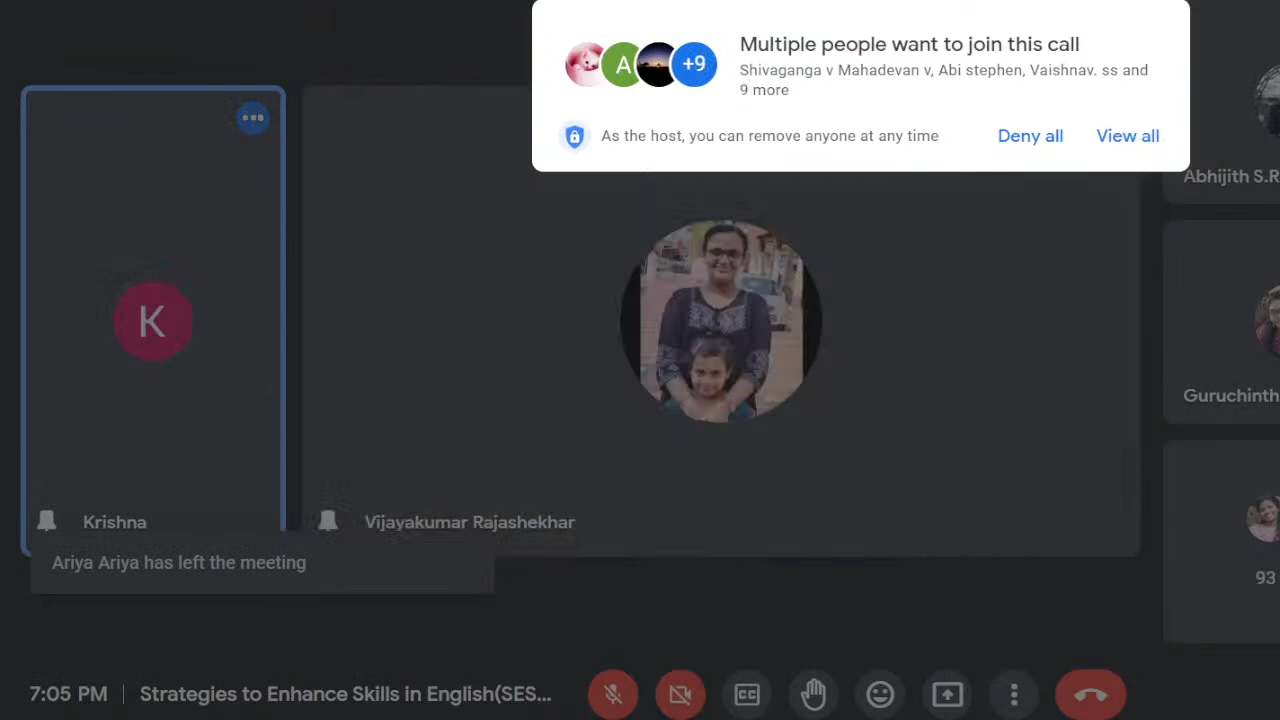 Multiple people want to join this call
A
+9
Shivaganga v Mahadevan v, Abi stephen, Vaishnav. ss and
9 more
As the host, you can remove anyone at any time
Deny all
View all
Abhijith S.R
K
Guruchinth
Krishna
Vijayakumar Rajashekhar
Ariya Ariya has left the meeting
93
7:05 PM | Strategies to Enhance Skills in English(SES...
CC